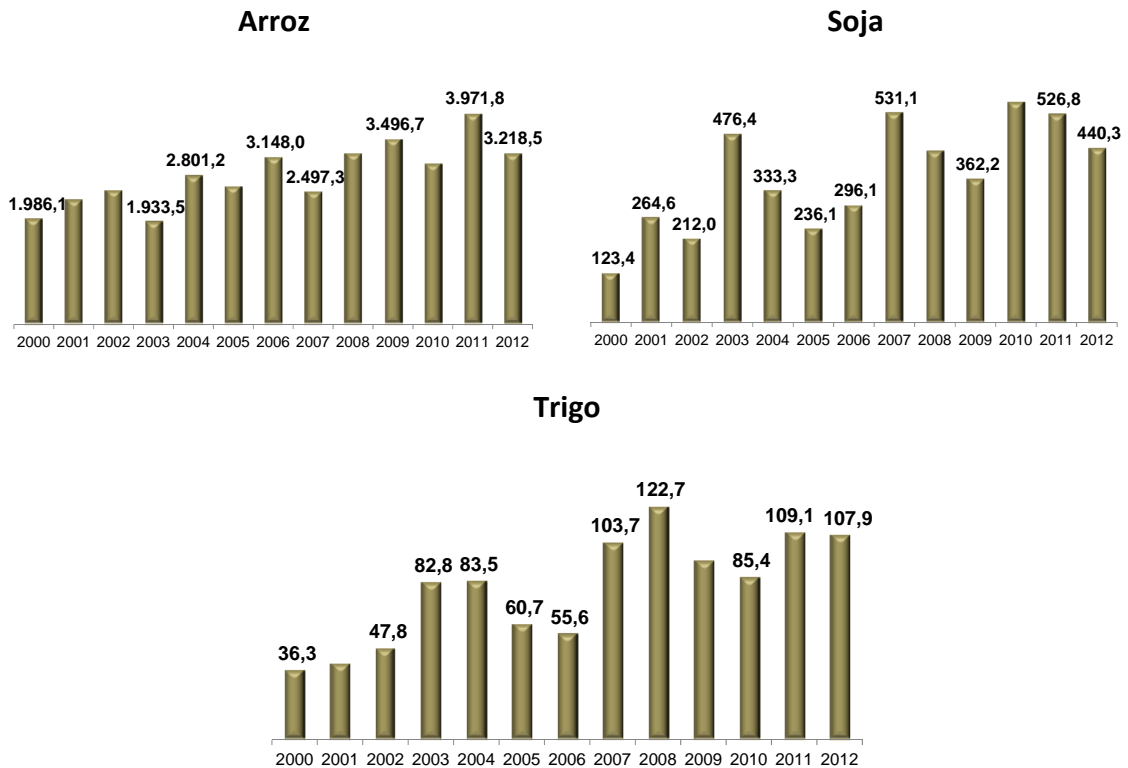 Arroz
1.986,1 1.933,5 2.801,2 3.148,0 2.497,3 3.496,7 3.971,8 3.218,5
2000 2001 2002 2003 2004 2005 2006 2007 2008 2009 2010 2011 2012
Soja
123,4 264,6 212,0 476,4 333,3 236,1 296,1 531,1 362,2 526,8 440,3
2000 2001 2002 2003 2004 2005 2006 2007 2008 2009 2010 2011 2012
Trigo
36,3 47,8 82,8 83,5 60,7 55,6 103,7 122,7 85,4 109,1 107,9
2000 2001 2002 2003 2004 2005 2006 2007 2008 2009 2010 2011 2012